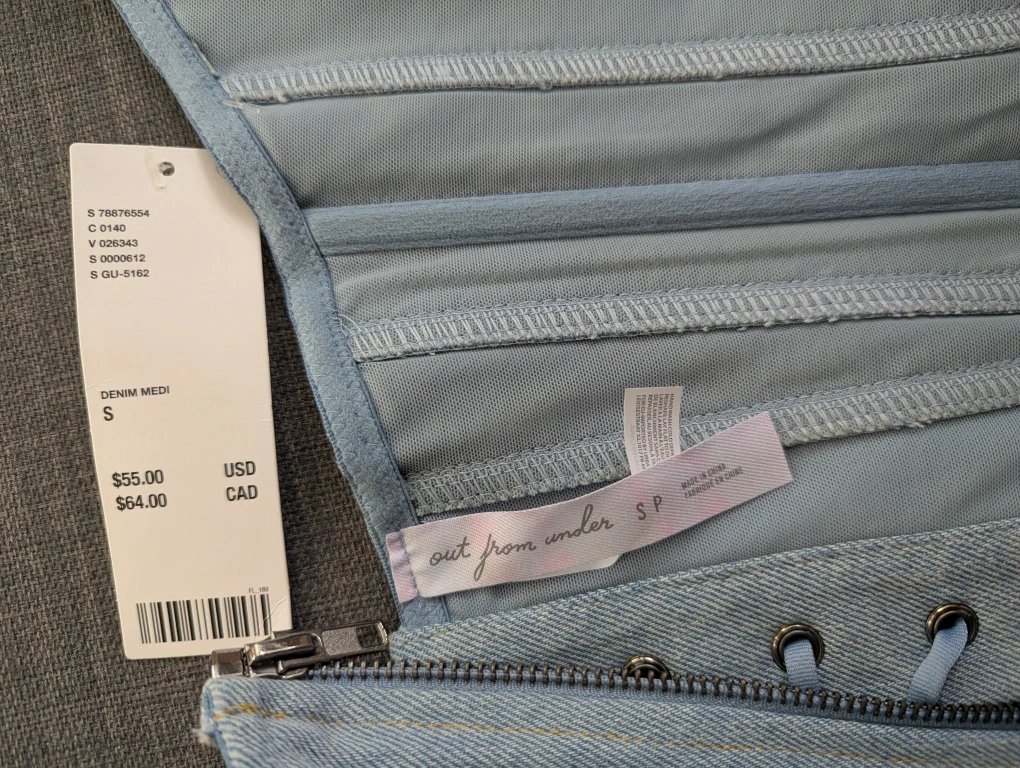 S 78876554
C 0140
V 026343
S 0000612
S GU-5162
DENIM MEDI
S
$55.00 USD
$64.00 CAD
FL_189
out from under S P
MADE IN CHINA
FABRIQUÉ EN CHINE